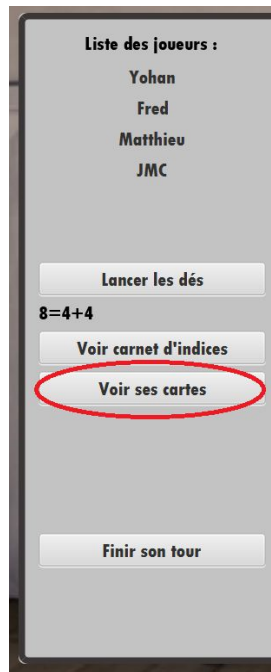 Liste des joueurs :
Yohan
Fred
Matthieu
JMC
Lancer les dés
8=4+4
Voir carnet d'indices
Voir ses cartes
Finir son tour